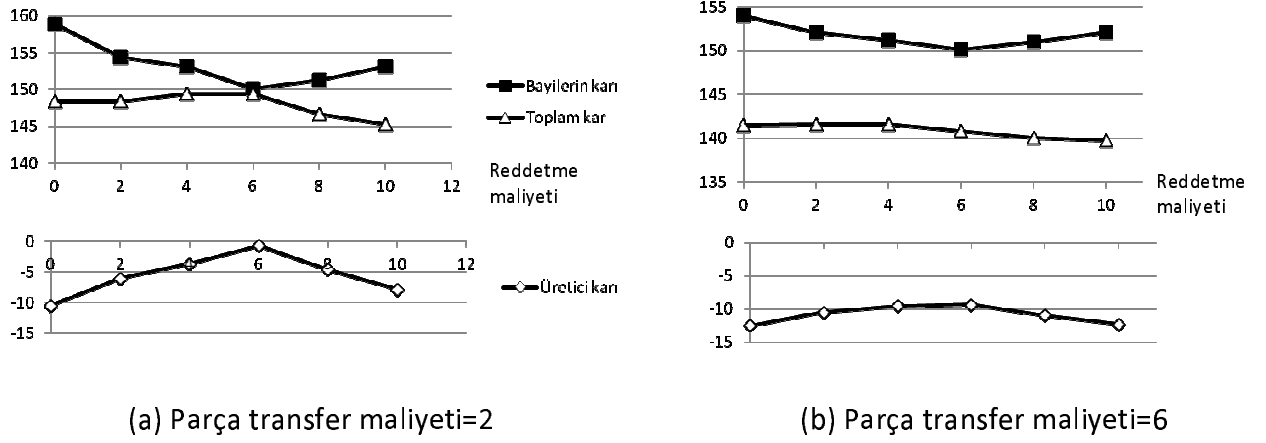 160
155
150
145
140
0 2 4 6 8 10 12
Bayilerin karı
Toplam kar
Reddetme
maliyeti
0
-5
-10
-15
0 2 4 6 8 10 12
Üretici karı
(a) Parça transfer maliyeti=2
155
150
145
140
135
0 2 4 6 8 10
Reddetme
maliyeti
0
-5
-10
-15
(b) Parça transfer maliyeti=6